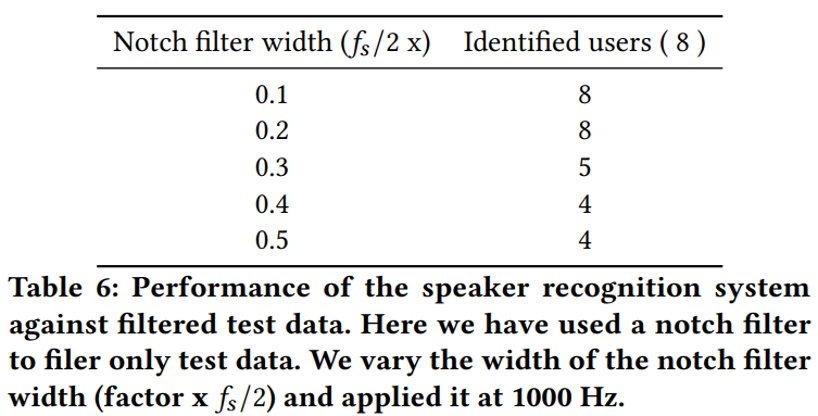 Notch filter width (fs/2 x) Identified users ( 8 )
0.1 8
0.2 8
0.3 5
0.4 4
0.5 4
Table 6: Performance of the speaker recognition system
against filtered test data. Here we have used a notch filter
to filer only test data. We vary the width of the notch filter
width (factor x fs/2) and applied it at 1000 Hz.